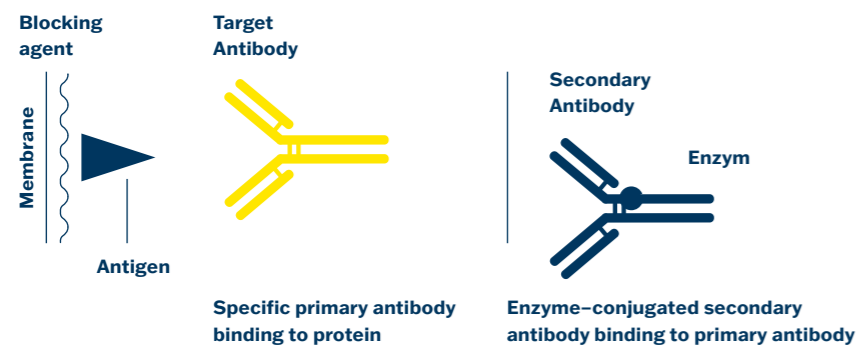 Blocking
agent
Target
Antibody
Membrane
Antigen
Secondary
Antibody
Enzym
Specific primary antibody
binding to protein
Enzyme–conjugated secondary
antibody binding to primary antibody